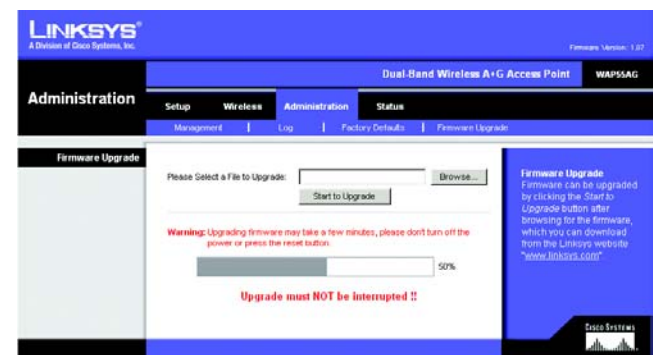 LINKSYS®
A Division of Cisco Systems, Inc.
Firmware Version: 1.07
Dual-Band Wireless A+G Access Point
WAP55AG
Administration
Setup
Wireless
Administration
Status
Management | Log | Factory Defaults | Firmware Upgrade
Firmware Upgrade
Please Select a File to Upgrade:
Browse...
Start to Upgrade
Warning: Upgrading firmware may take a few minutes, please don't turn off the
power or press the reset button.
50%
Upgrade must NOT be interrupted !!
Firmware Upgrade
Firmware can be upgraded
by clicking the Start to
Upgrade button after
browsing for the firmware,
which you can download
from the Linksys website
"www.linksys.com"
CISCO SYSTEMS